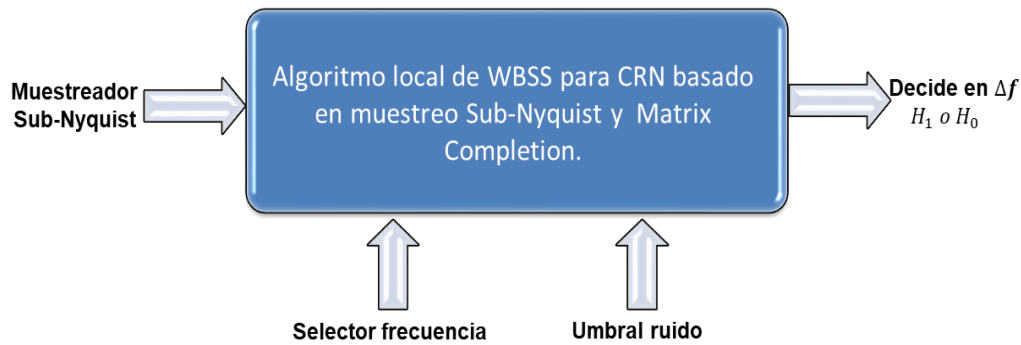 Algoritmo local de WBSS para CRN basado
en muestreo Sub-Nyquist y Matrix
Completion.
Muestreador
Sub-Nyquist
Decide en Δf
H₁ o H₀
Selector frecuencia
Umbral ruido